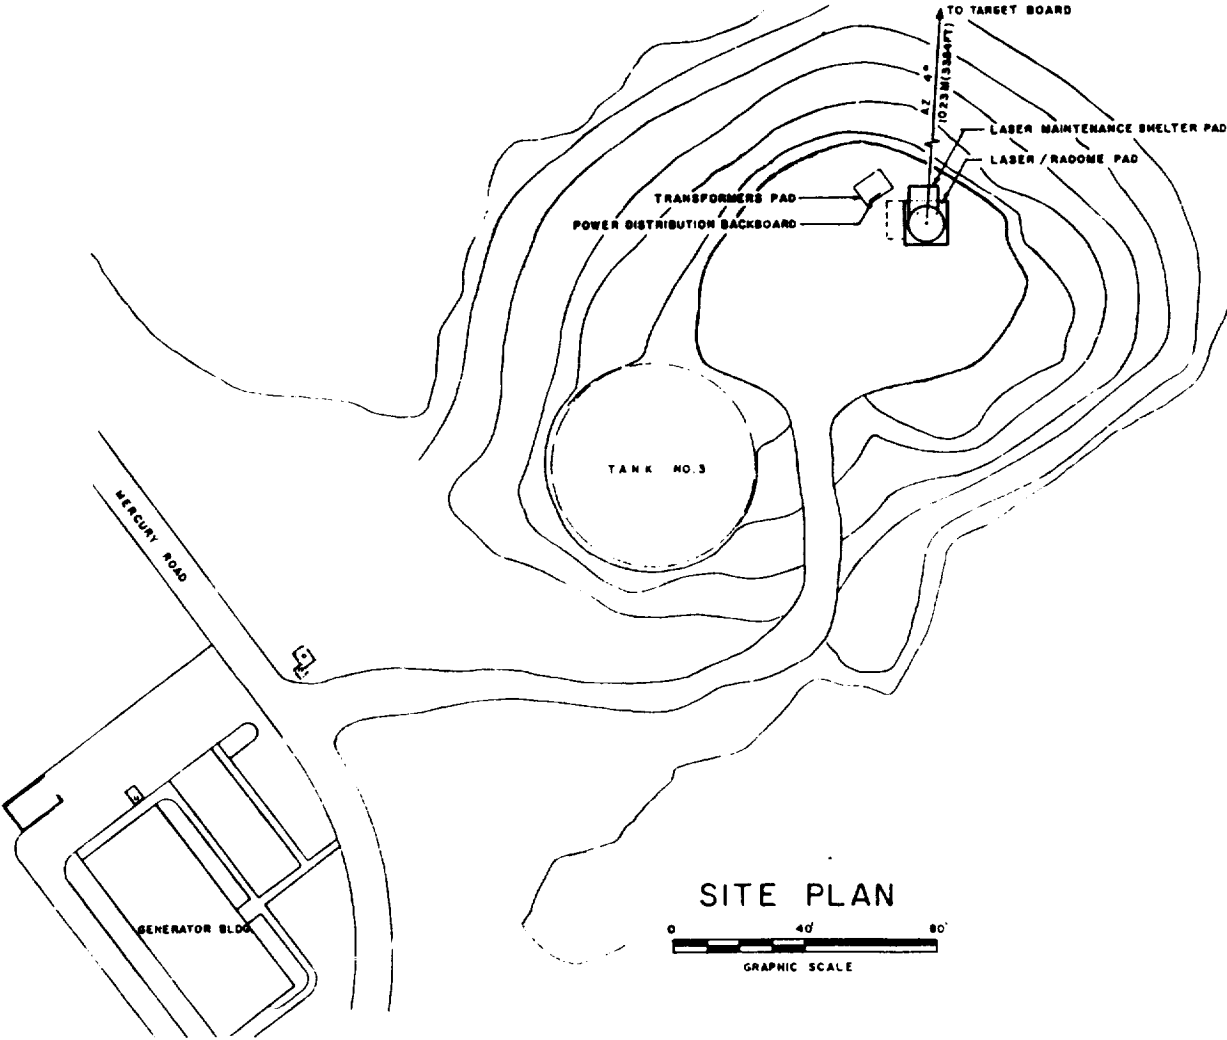 TO TARGET BOARD
AZ 4°
1023M(3384FT)
LASER MAINTENANCE SHELTER PAD
LASER / RADOME PAD
TRANSFORMERS PAD
POWER DISTRIBUTION BACKBOARD
TANK NO.3
MERCURY ROAD
GENERATOR BLDG
SITE PLAN
0 40' 80'
GRAPHIC SCALE